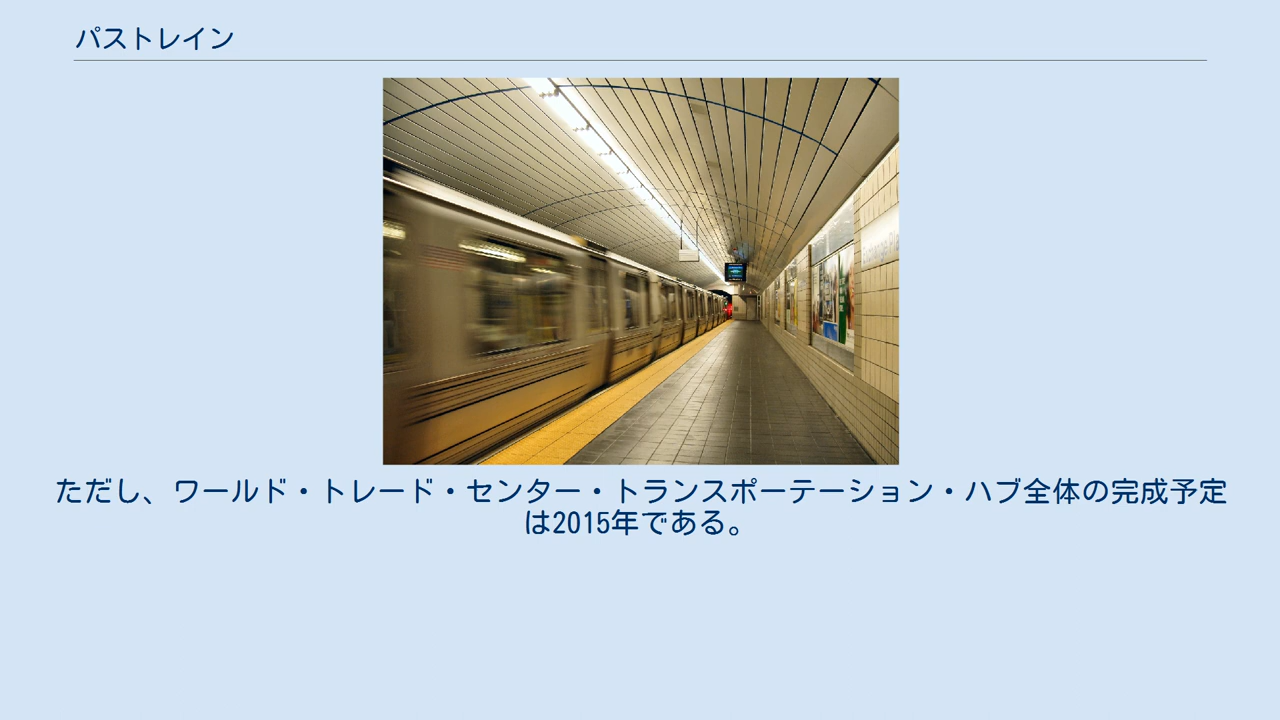 パストレイン
ただし、ワールド・トレード・センター・トランスポーテーション・ハブ全体の完成予定
は2015年である。